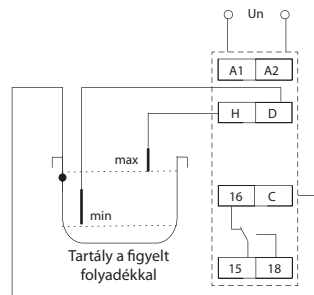 Un
A1 A2
H D
max
min
16 C
Tartály a figyelt
folyadékkal
15 18